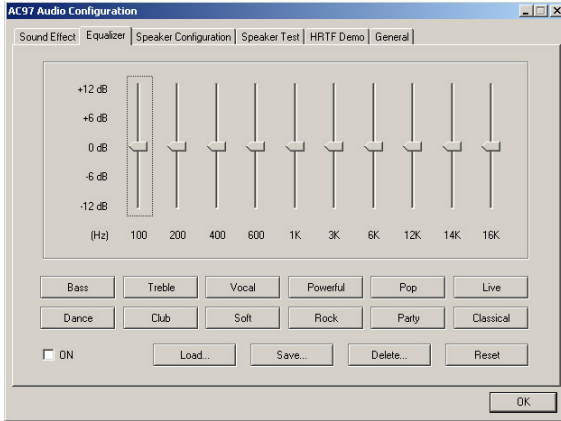 AC97 Audio Configuration
Sound Effect Equalizer Speaker Configuration Speaker Test HRTF Demo General
+12 dB
+6 dB
0 dB
-6 dB
-12 dB
(Hz) 100 200 400 600 1K 3K 6K 12K 14K 16K
Bass Treble Vocal Powerful Pop Live
Dance Club Soft Rock Party Classical
ON Load... Save... Delete... Reset
OK